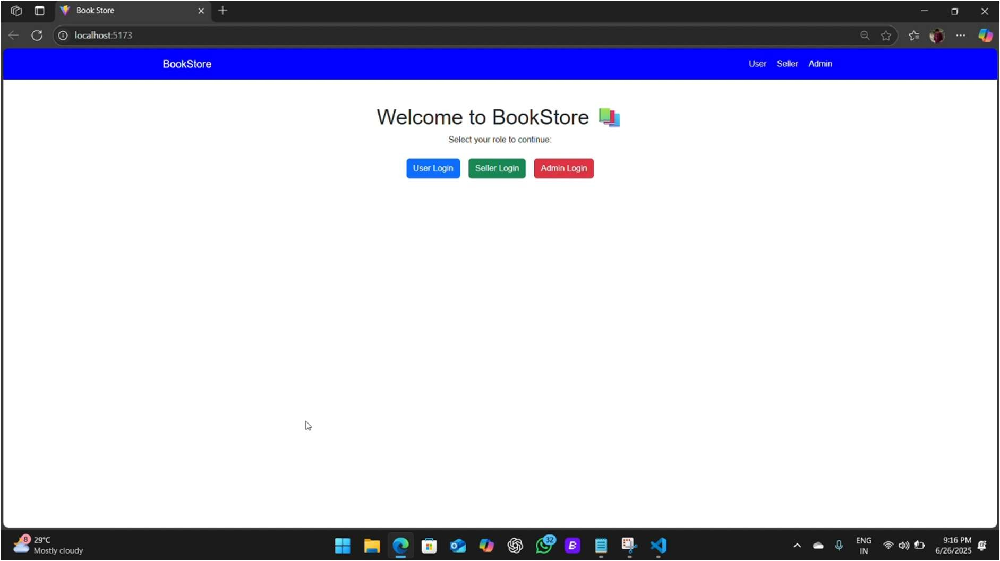 Book Store
localhost:5173
BookStore
User Seller Admin
Welcome to BookStore
Select your role to continue:
User Login Seller Login Admin Login
8
29°C
Mostly cloudy
32
B
ENG
IN
9:16 PM
6/26/2025